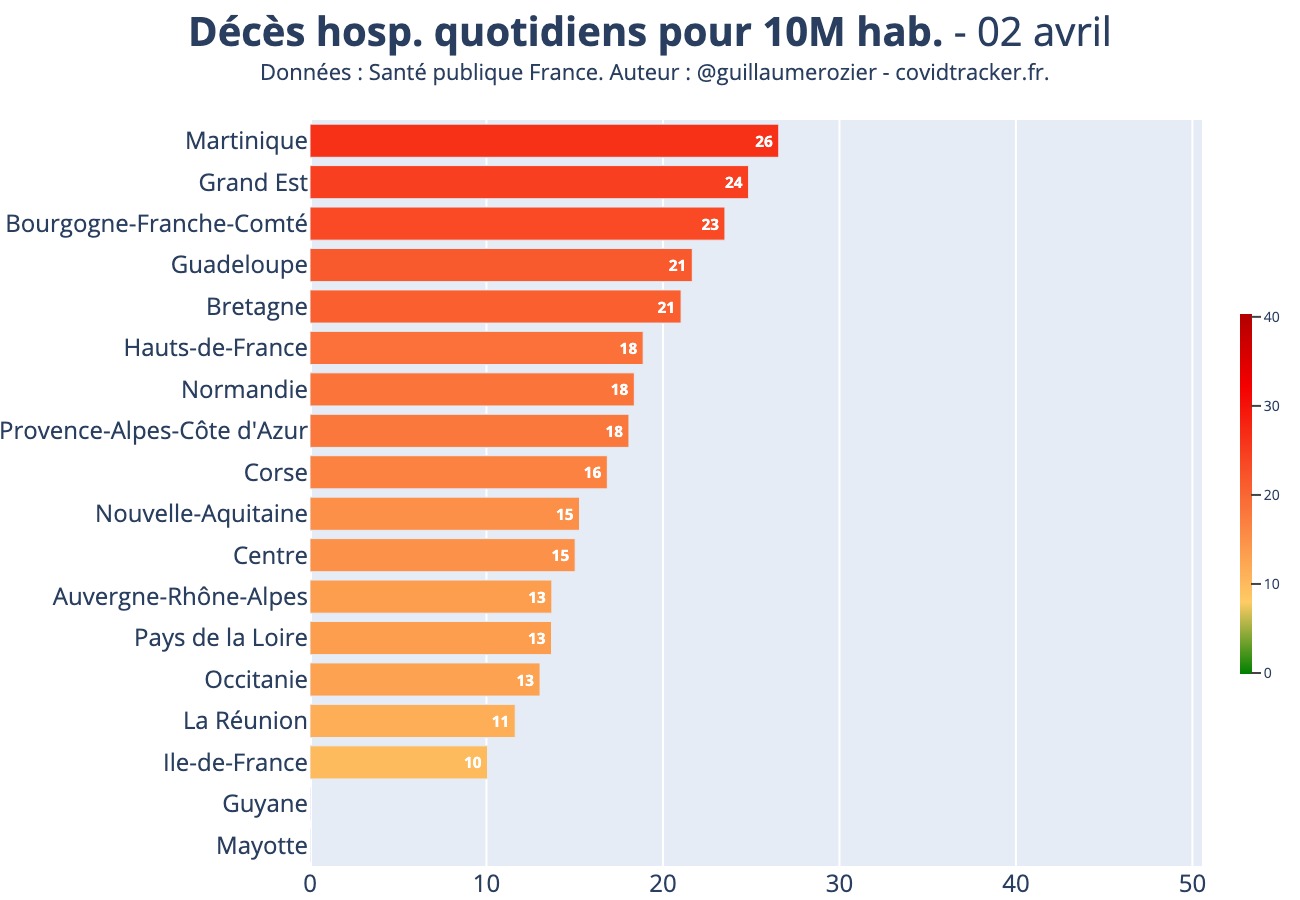 Décès hosp. quotidiens pour 10M hab. - 02 avril
Données : Santé publique France. Auteur : @guillaumerozier - covidtracker.fr.
Martinique 26
Grand Est 24
Bourgogne-Franche-Comté 23
Guadeloupe 21
Bretagne 21
Hauts-de-France 18
Normandie 18
Provence-Alpes-Côte d'Azur 18
Corse 16
Nouvelle-Aquitaine 15
Centre 15
Auvergne-Rhône-Alpes 13
Pays de la Loire 13
Occitanie 13
La Réunion 11
Ile-de-France 10
Guyane
Mayotte
0 10 20 30 40 50
40
30
20
10
0